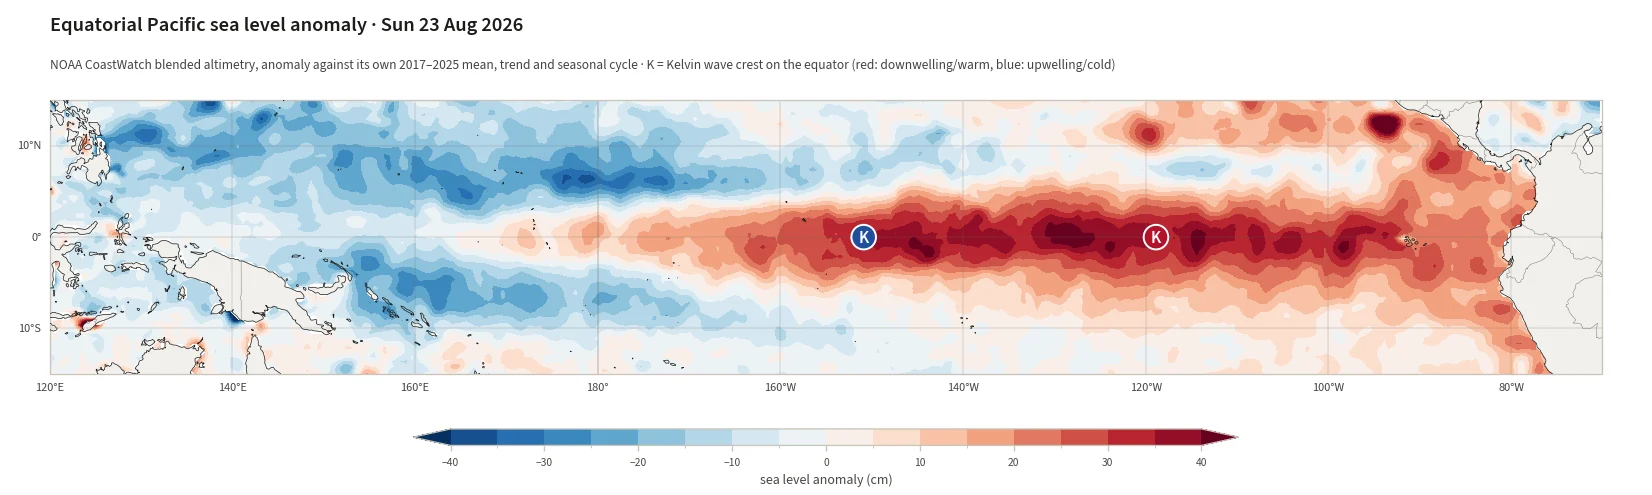 Equatorial Pacific sea level anomaly · Sun 23 Aug 2026
NOAA CoastWatch blended altimetry, anomaly against its own 2017–2025 mean, trend and seasonal cycle · K = Kelvin wave crest on the equator (red: downwelling/warm, blue: upwelling/cold)
10°N
0°
K K
10°S
120°E 140°E 160°E 180° 160°W 140°W 120°W 100°W 80°W
−40 −30 −20 −10 0 10 20 30 40
sea level anomaly (cm)